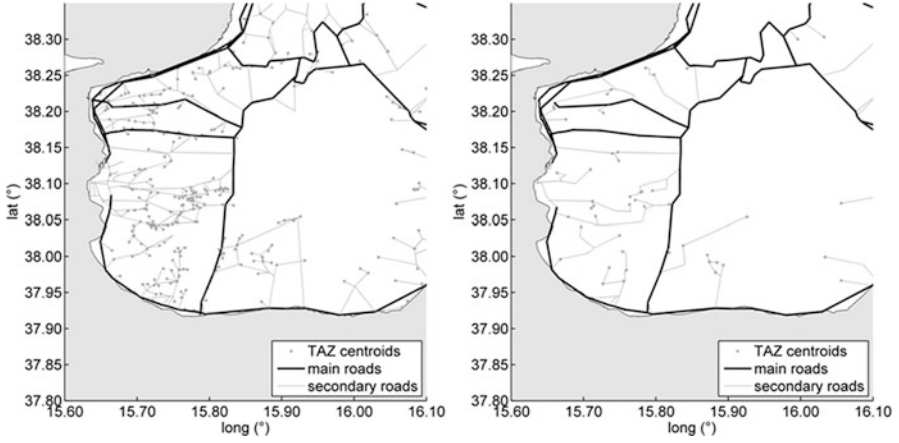 38.30
38.25
38.20
38.15
38.10
38.05
38.00
37.95
37.90
37.85
37.80
lat (°)
15.60 15.70 15.80 15.90 16.00 16.10
long (°)
TAZ centroids
main roads
secondary roads
38.30
38.25
38.20
38.15
38.10
38.05
38.00
37.95
37.90
37.85
37.80
lat (°)
15.60 15.70 15.80 15.90 16.00 16.10
long (°)
TAZ centroids
main roads
secondary roads